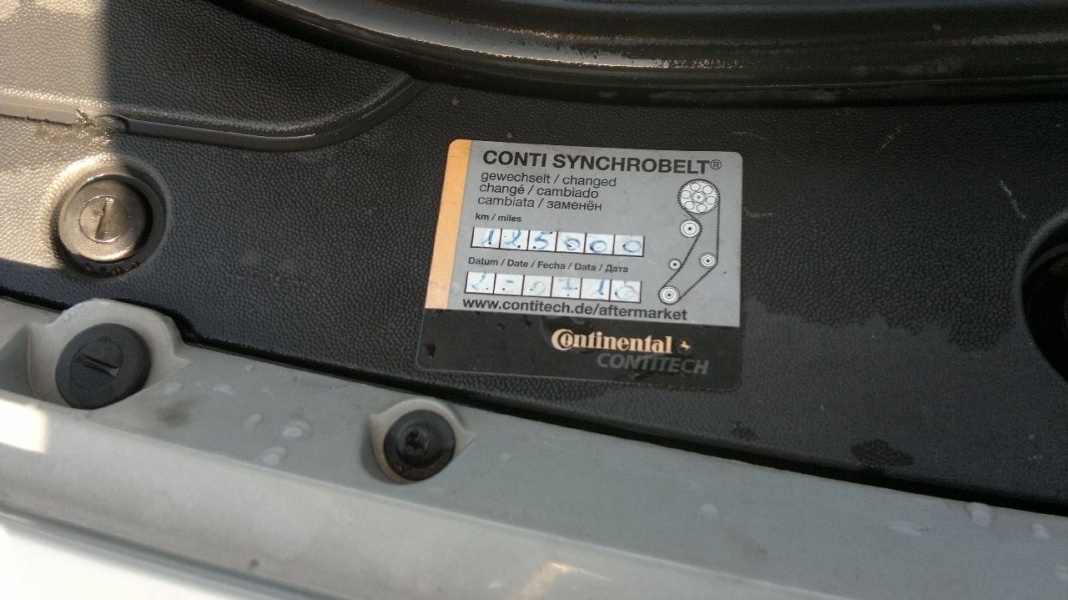 CONTI SYNCHROBELT®
gewechselt / changed
changé / cambiado
cambiata / заменён
km / miles
125000
Datum / Date / Fecha / Data / Дата
www.contitech.de/aftermarket
Continental
CONTITECH